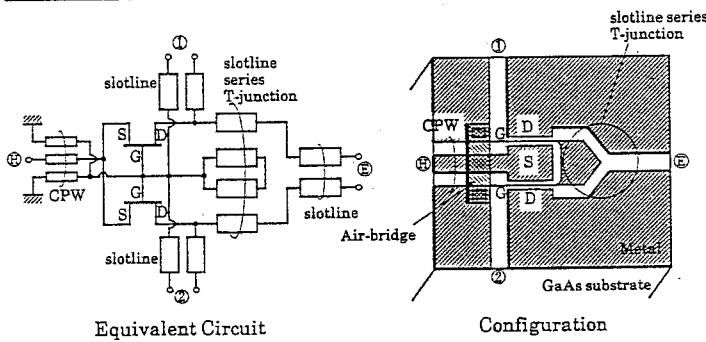 ①
slotline
slotline
series
T-junction
S
D
G
Ⓗ
CPW
G
S
D
Ⓔ
slotline
slotline
②
Equivalent Circuit
slotline series
T-junction
①
CPW
G
D
Ⓗ
S
Ⓔ
G
D
Air-bridge
Metal
②
GaAs substrate
Configuration